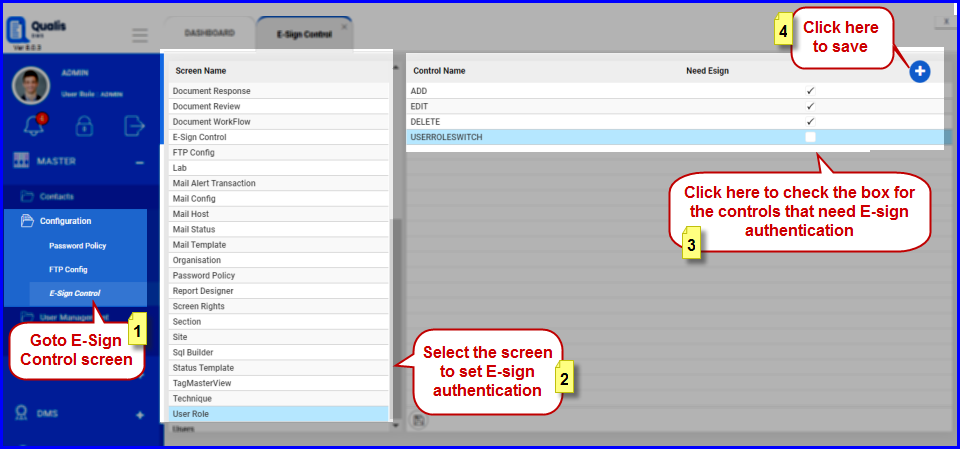 Qualis
DMS
Ver 8.0.3
DASHBOARD
E-Sign Control
ADMIN
User Role : ADMIN
4
MASTER
Contacts
Configuration
Password Policy
FTP Config
E-Sign Control
User Management
DMS
1
Goto E-Sign
Control screen
Screen Name
Document Response
Document Review
Document WorkFlow
E-Sign Control
FTP Config
Lab
Mail Alert Transaction
Mail Config
Mail Host
Mail Status
Mail Template
Organisation
Password Policy
Report Designer
Screen Rights
Section
Site
Sql Builder
Status Template
TagMasterView
Technique
User Role
Users
2
Select the screen
to set E-sign
authentication
Control Name Need Esign
ADD
EDIT
DELETE
USERROLESWITCH
Click here to check the box for
the controls that need E-sign
authentication
3
4
Click here
to save
X